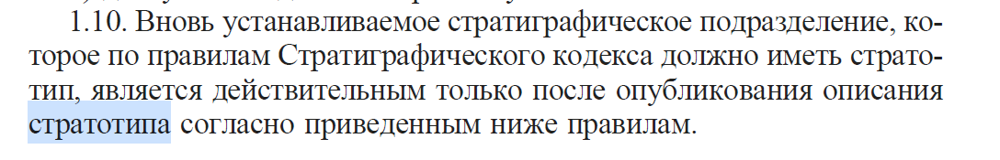 1.10. Вновь устанавливаемое стратиграфическое подразделение, ко-
торое по правилам Стратиграфического кодекса должно иметь страто-
тип, является действительным только после опубликования описания
стратотипа согласно приведенным ниже правилам.